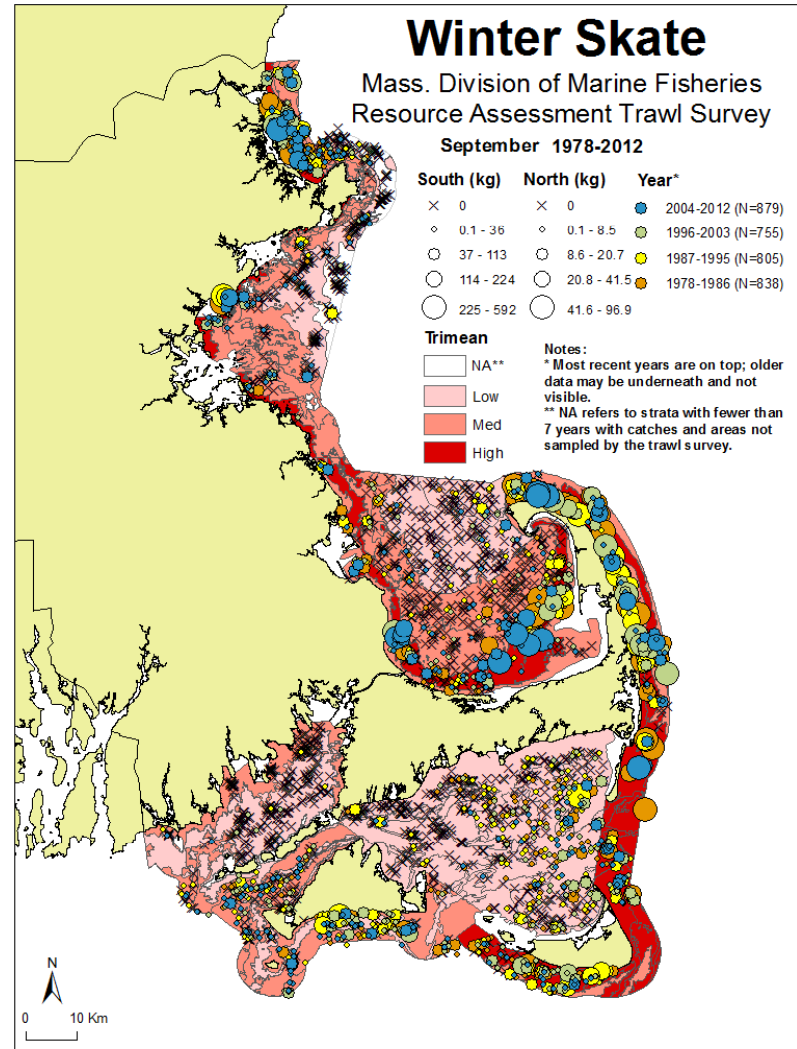 Winter Skate
Mass. Division of Marine Fisheries
Resource Assessment Trawl Survey
September 1978-2012
South (kg) North (kg) Year*
0 0 2004-2012 (N=879)
0.1 - 36 0.1 - 8.5 1996-2003 (N=755)
37 - 113 8.6 - 20.7 1987-1995 (N=805)
114 - 224 20.8 - 41.5 1978-1986 (N=838)
225 - 592 41.6 - 96.9
Trimean
NA**
Low
Med
High
Notes:
* Most recent years are on top; older
data may be underneath and not
visible.
** NA refers to strata with fewer than
7 years with catches and areas not
sampled by the trawl survey.
N
0 10 Km